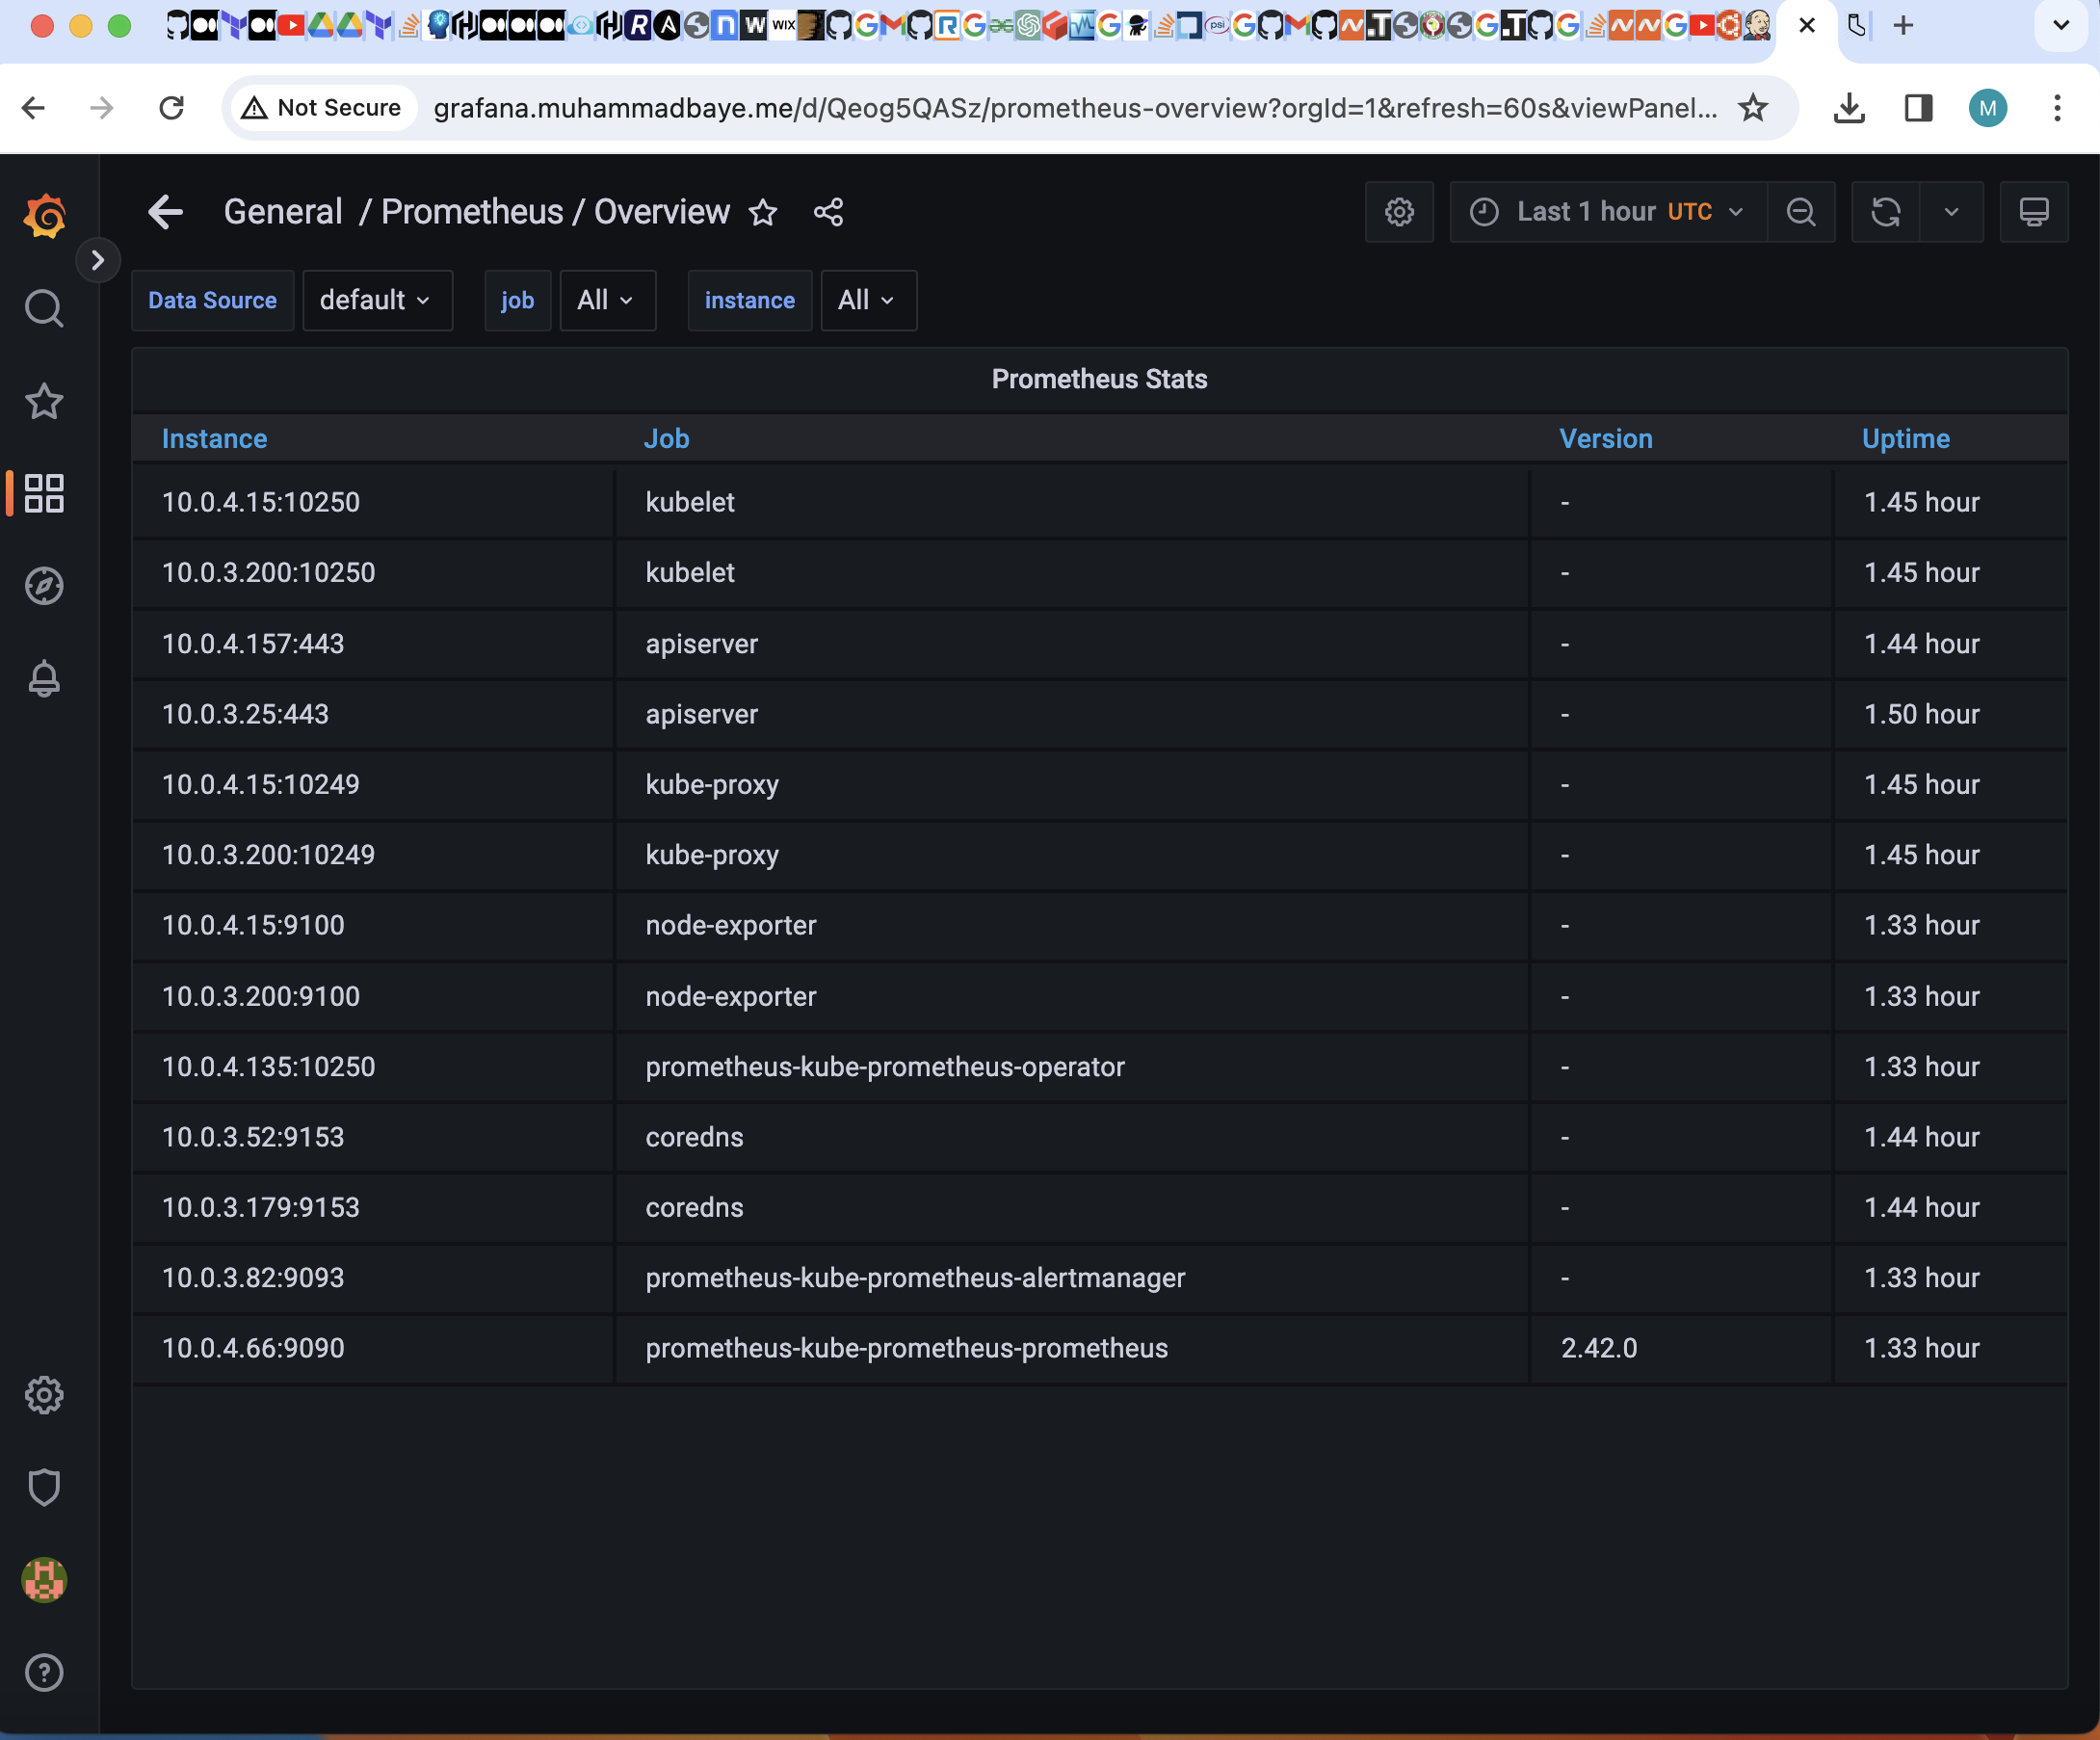 Not Secure grafana.muhammadbaye.me/d/Qeog5QASz/prometheus-overview?orgId=1&refresh=60s&viewPanel... M
General / Prometheus / Overview Last 1 hour UTC
Data Source default job All instance All
Prometheus Stats
Instance Job Version Uptime
10.0.4.15:10250 kubelet - 1.45 hour
10.0.3.200:10250 kubelet - 1.45 hour
10.0.4.157:443 apiserver - 1.44 hour
10.0.3.25:443 apiserver - 1.50 hour
10.0.4.15:10249 kube-proxy - 1.45 hour
10.0.3.200:10249 kube-proxy - 1.45 hour
10.0.4.15:9100 node-exporter - 1.33 hour
10.0.3.200:9100 node-exporter - 1.33 hour
10.0.4.135:10250 prometheus-kube-prometheus-operator - 1.33 hour
10.0.3.52:9153 coredns - 1.44 hour
10.0.3.179:9153 coredns - 1.44 hour
10.0.3.82:9093 prometheus-kube-prometheus-alertmanager - 1.33 hour
10.0.4.66:9090 prometheus-kube-prometheus-prometheus 2.42.0 1.33 hour